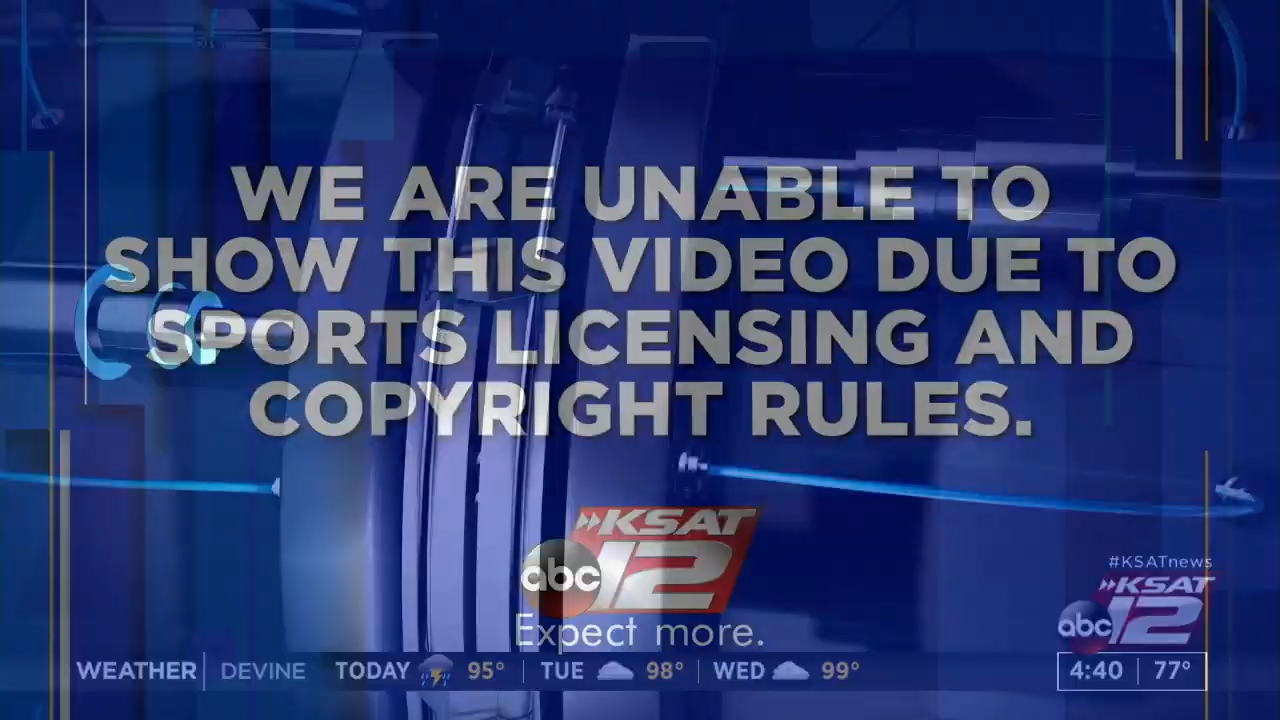 WE ARE UNABLE TO
SHOW THIS VIDEO DUE TO
SPORTS LICENSING AND
COPYRIGHT RULES.
KSAT
abc 12
Expect more.
#KSATnews
KSAT
abc 12
WEATHER DEVINE TODAY 95° TUE 98° WED 99° 4:40 77°